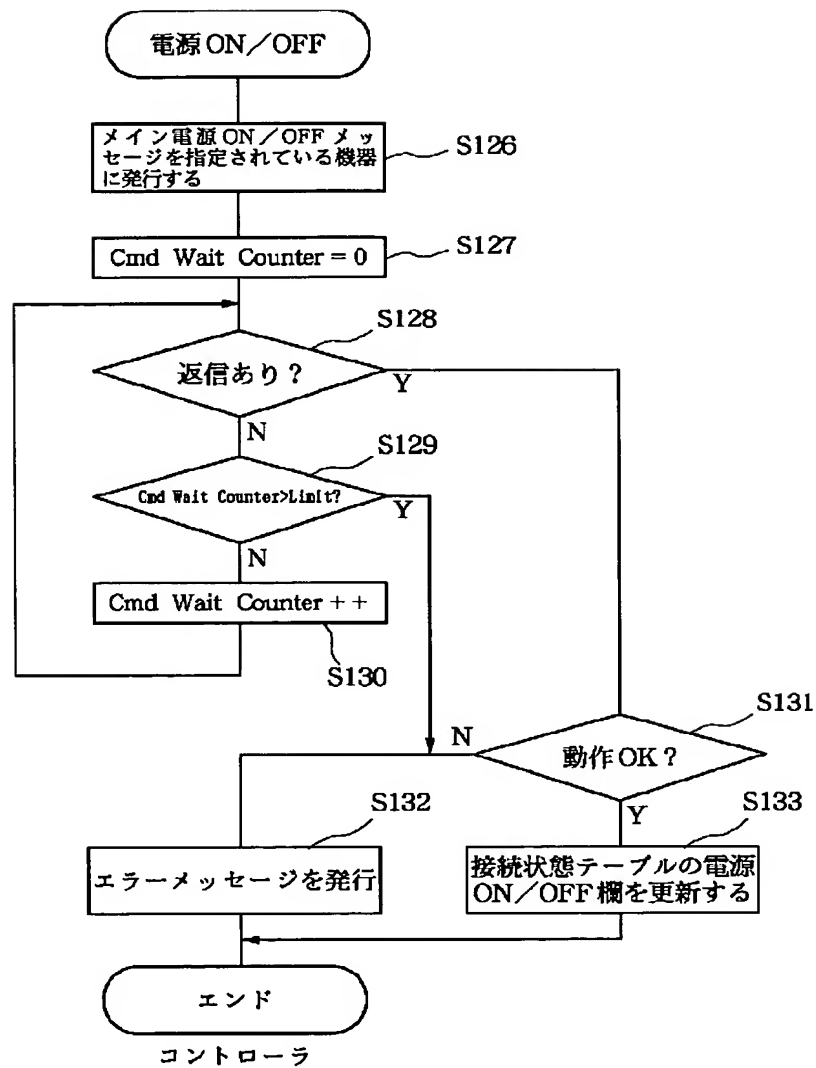 電源ON／OFF
メイン電源ON／OFFメッ
セージを指定されている機器
に発行する
S126
Cmd Wait Counter = 0
S127
S128
返信あり？
Y
N
S129
Cmd Wait Counter>Limit?
Y
N
Cmd Wait Counter + +
S130
S131
N
動作OK？
Y
S132
エラーメッセージを発行
S133
接続状態テーブルの電源
ON／OFF欄を更新する
エンド
コントローラ